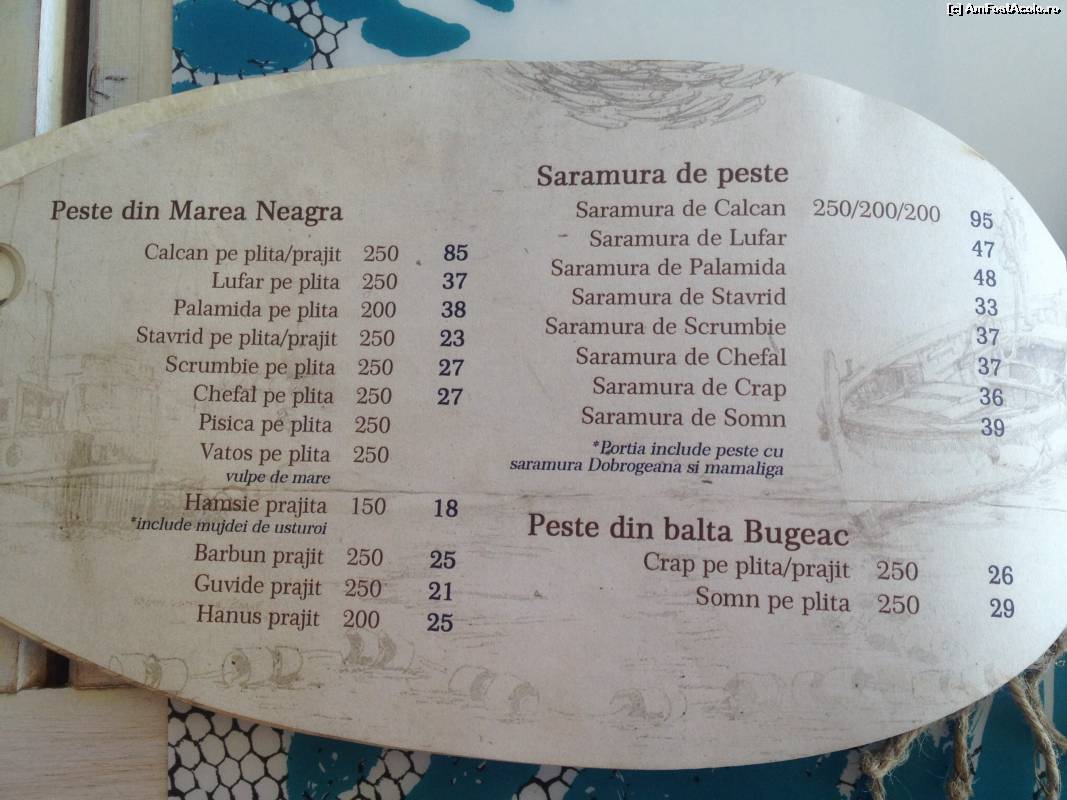 [c] AmFostAcolo.ro
Peste din Marea Neagra
Calcan pe plita/prajit 250 85
Lufar pe plita 250 37
Palamida pe plita 200 38
Stavrid pe plita/prajit 250 23
Scrumbie pe plita 250 27
Chefal pe plita 250 27
Pisica pe plita 250
Vatos pe plita 250
vulpe de mare
Hamsie prajita 150 18
*include mujdei de usturoi
Barbun prajit 250 25
Guvide prajit 250 21
Hanus prajit 200 25
Saramura de peste
Saramura de Calcan 250/200/200 95
Saramura de Lufar 47
Saramura de Palamida 48
Saramura de Stavrid 33
Saramura de Scrumbie 37
Saramura de Chefal 37
Saramura de Crap 36
Saramura de Somn 39
*Portia include peste cu
saramura Dobrogeana si mamaliga
Peste din balta Bugeac
Crap pe plita/prajit 250 26
Somn pe plita 250 29